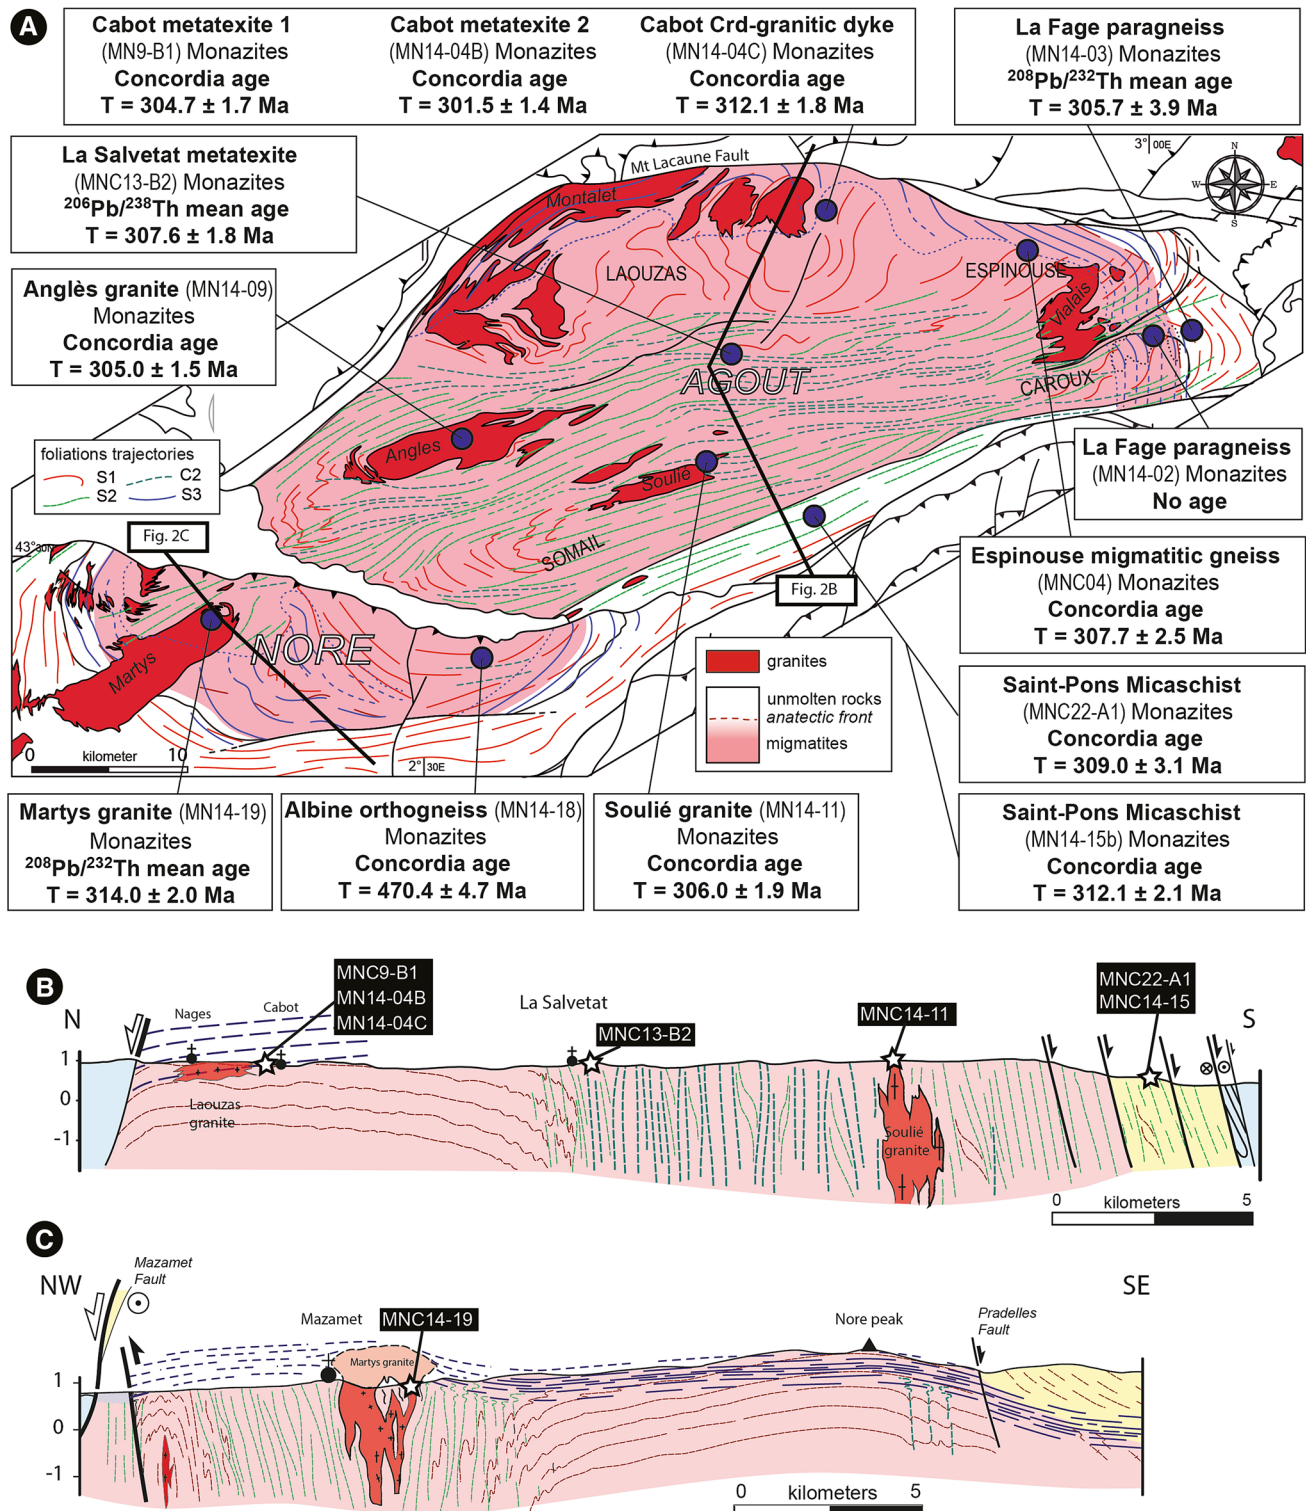 A
Cabot metatexite 1
(MN9-B1) Monazites
Concordia age
T = 304.7 ± 1.7 Ma
Cabot metatexite 2
(MN14-04B) Monazites
Concordia age
T = 301.5 ± 1.4 Ma
Cabot Crd-granitic dyke
(MN14-04C) Monazites
Concordia age
T = 312.1 ± 1.8 Ma
La Fage paragneiss
(MN14-03) Monazites
208Pb/232Th mean age
T = 305.7 ± 3.9 Ma
La Salvetat metatexite
(MNC13-B2) Monazites
206Pb/238Th mean age
T = 307.6 ± 1.8 Ma
Anglès granite (MN14-09)
Monazites
Concordia age
T = 305.0 ± 1.5 Ma
Mt Lacaune Fault
3° 00E
N
W E
S
Montalet
LAOUZAS
ESPINOUSE
Vialais
AGOUT
CAROUX
Angles
Soulié
SOMAIL
foliations trajectories
S1 C2
S2 S3
La Fage paragneiss
(MN14-02) Monazites
No age
Fig. 2C
43°30N
Fig. 2B
NORE
Martys
Espinouse migmatitic gneiss
(MNC04) Monazites
Concordia age
T = 307.7 ± 2.5 Ma
granites
unmolten rocks
anatectic front
migmatites
0 kilometer 10
2° 30E
Saint-Pons Micaschist
(MNC22-A1) Monazites
Concordia age
T = 309.0 ± 3.1 Ma
Martys granite (MN14-19)
Monazites
208Pb/232Th mean age
T = 314.0 ± 2.0 Ma
Albine orthogneiss (MN14-18)
Monazites
Concordia age
T = 470.4 ± 4.7 Ma
Soulié granite (MN14-11)
Monazites
Concordia age
T = 306.0 ± 1.9 Ma
Saint-Pons Micaschist
(MN14-15b) Monazites
Concordia age
T = 312.1 ± 2.1 Ma
B
N
S
MNC9-B1
MN14-04B
MN14-04C
Nages
Cabot
La Salvetat
MNC13-B2
MNC14-11
MNC22-A1
MNC14-15
1
0
-1
Laouzas
granite
Soulié
granite
0 kilometers 5
C
NW
SE
Mazamet
Fault
Mazamet
MNC14-19
Nore peak
Pradelles
Fault
Martys granite
1
0
-1
0 kilometers 5